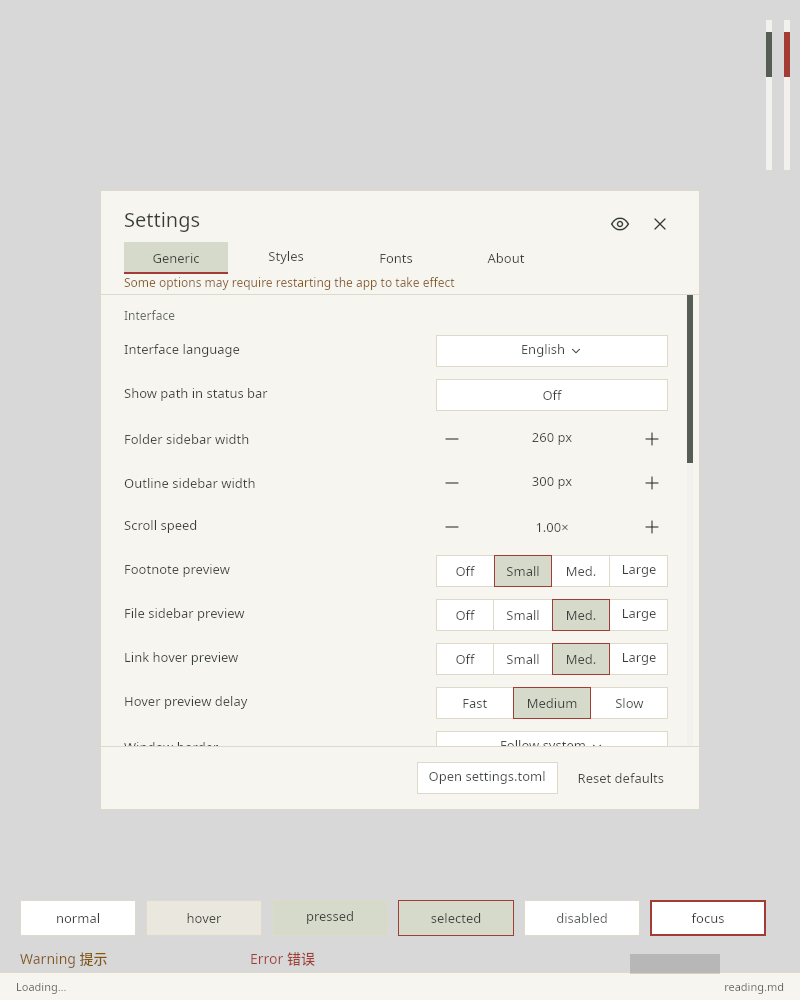 Settings
Generic Styles Fonts About
Some options may require restarting the app to take effect
Interface
Interface language English
Show path in status bar Off
Folder sidebar width 260 px
Outline sidebar width 300 px
Scroll speed 1.00×
Footnote preview Off Small Med. Large
File sidebar preview Off Small Med. Large
Link hover preview Off Small Med. Large
Hover preview delay Fast Medium Slow
Window border Follow system
Open settings.toml Reset defaults
normal hover pressed selected disabled focus
Warning 提示 Error 错误
Loading... reading.md